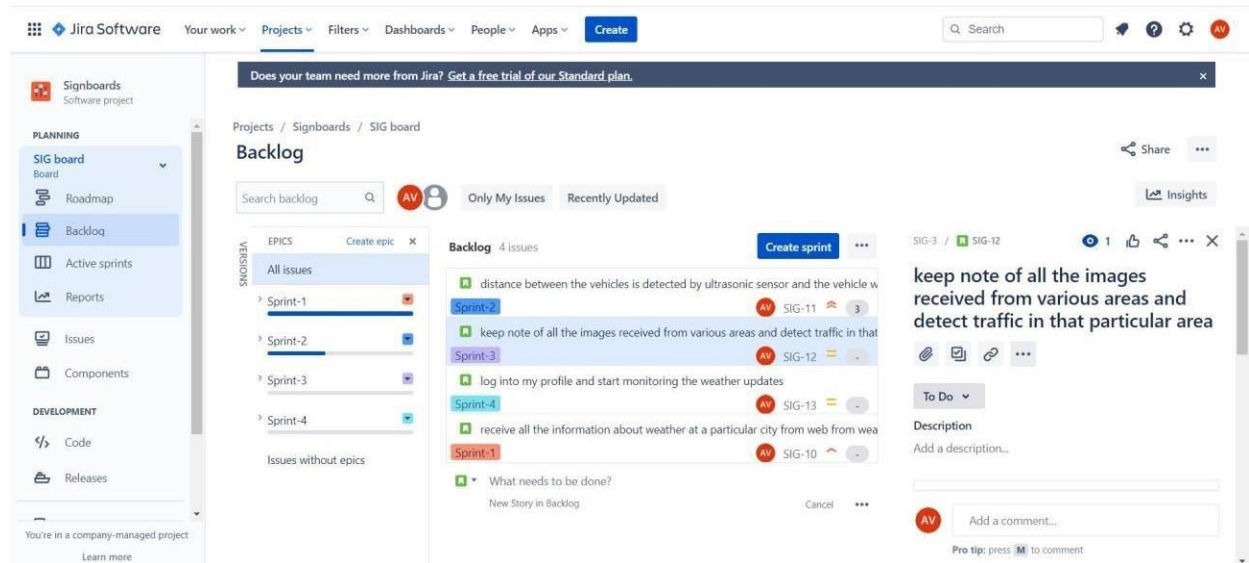 Jira Software Your work Projects Filters Dashboards People Apps Create Search AV
Does your team need more from Jira? Get a free trial of our Standard plan.
Signboards
Software project
PLANNING
SIG board
Board
Roadmap
Backlog
Active sprints
Reports
Issues
Components
DEVELOPMENT
Code
Releases
You're in a company-managed project
Learn more
Projects / Signboards / SIG board
Backlog
Share
Search backlog AV Only My Issues Recently Updated Insights
VERSIONS
EPICS Create epic
All issues
Sprint-1
Sprint-2
Sprint-3
Sprint-4
Issues without epics
Backlog 4 issues Create sprint
distance between the vehicles is detected by ultrasonic sensor and the vehicle w
Sprint-2 AV SIG-11 3
keep note of all the images received from various areas and detect traffic in that
Sprint-3 AV SIG-12 -
log into my profile and start monitoring the weather updates
Sprint-4 AV SIG-13 -
receive all the information about weather at a particular city from web from wea
Sprint-1 AV SIG-10 -
What needs to be done?
New Story in Backlog Cancel
SIG-3 / SIG-12 1
keep note of all the images
received from various areas and
detect traffic in that particular area
To Do
Description
Add a description...
AV Add a comment...
Pro tip: press M to comment